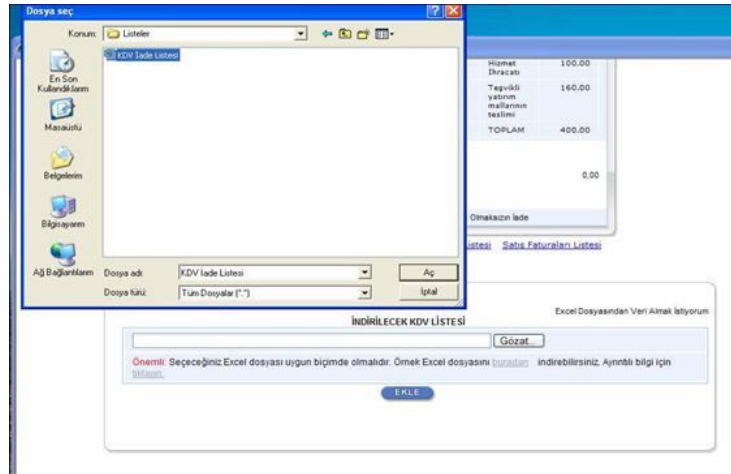 Dosya seç
Konum: Listeler
KDV İade Listesi
En Son
Kullandıklarım
Masaüstü
Belgelerim
Bilgisayarım
Ağ Bağlantılarım
Dosya adı: KDV İade Listesi Aç
Dosya türü: Tüm Dosyalar (*.*) İptal
Hizmet İhracatı 100.00
Teşvikli yatırım mallarının teslimi 160.00
TOPLAM 400.00
0,00
Olmaksızın İade
Listesi Satış Faturaları Listesi
Excel Dosyasından Veri Almak İstiyorum
İNDİRİLECEK KDV LİSTESİ
Gözat...
Önemli: Seçeceğiniz Excel dosyası uygun biçimde olmalıdır. Örnek Excel dosyasını buradan indirebilirsiniz. Ayrıntılı bilgi için
tıklayın.
EKLE